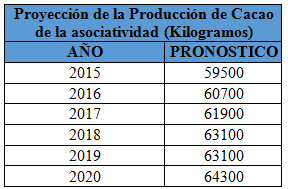 Proyección de la Producción de Cacao
de la asociatividad (Kilogramos)
AÑO PRONOSTICO
2015 59500
2016 60700
2017 61900
2018 63100
2019 63100
2020 64300